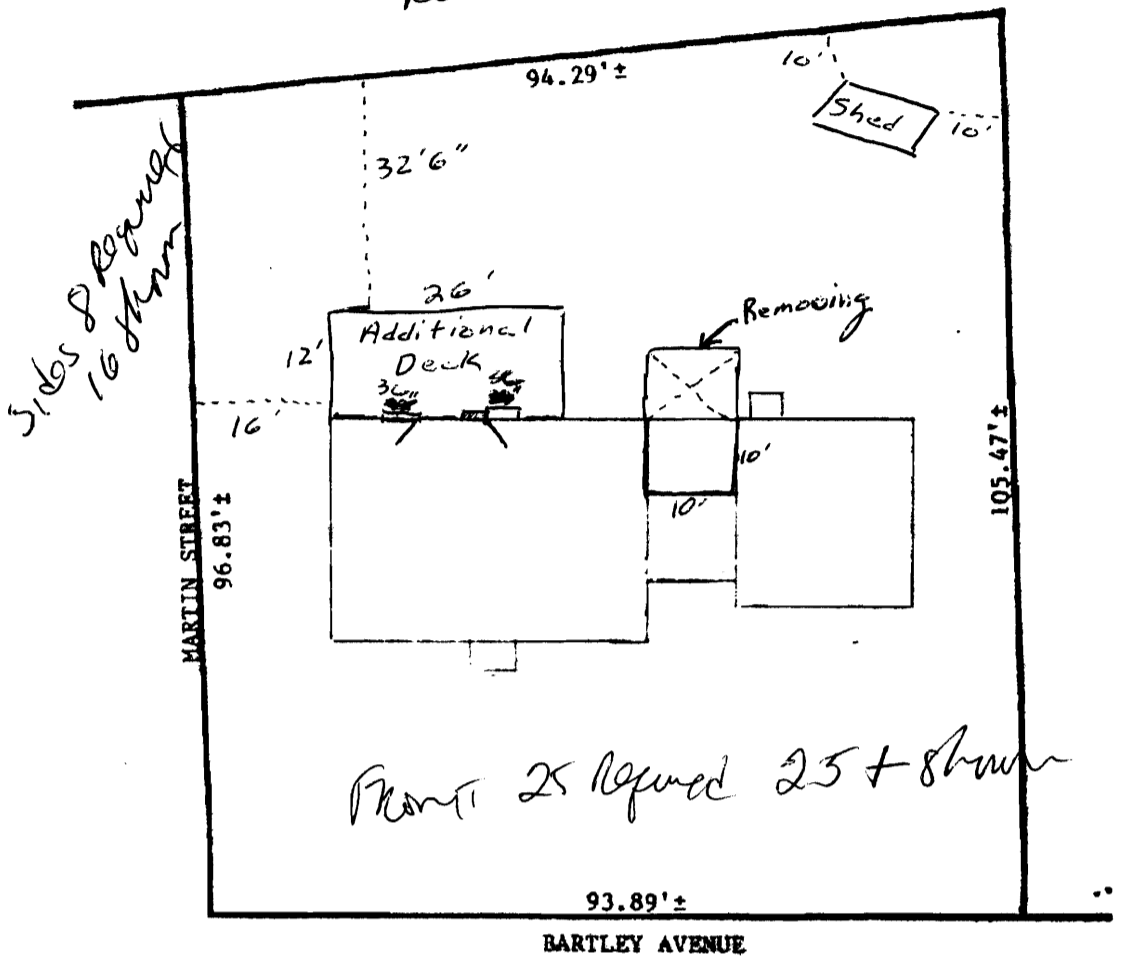 94.29'±
10'
Shed
10'
32'6"
Sides 8 Required
16 shown
26'
Removing
12'
Additional
Deck
36"
16'
10'
10'
MARTIN STREET
96.83'±
105.47'±
Front 25 Required 25 + Shown
93.89'±
BARTLEY AVENUE